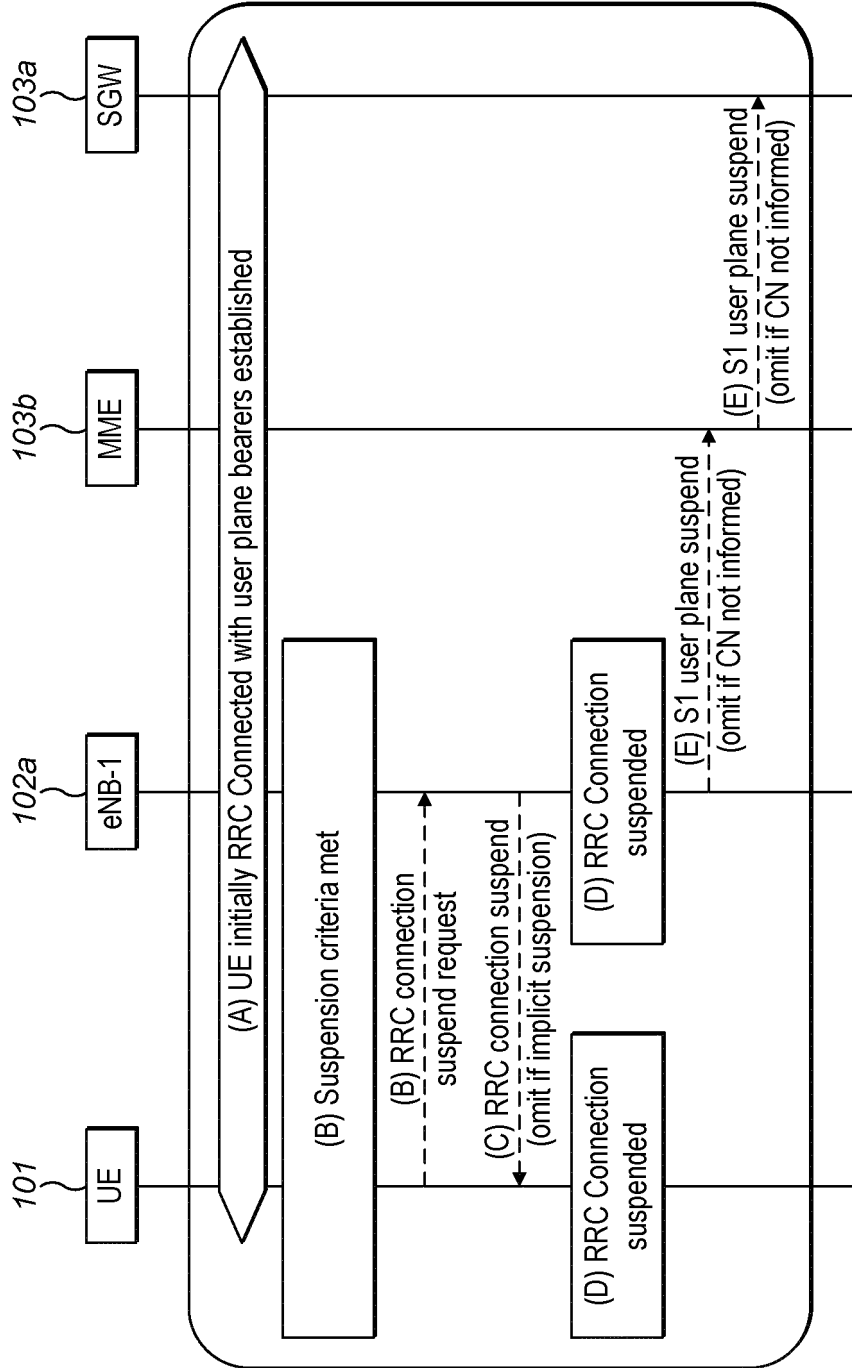 101
102a
103b
103a
UE
eNB-1
MME
SGW
(A) UE initially RRC Connected with user plane bearers established
(B) Suspension criteria met
(B) RRC connection
suspend request
(C) RRC connection suspend
(omit if implicit suspension)
(D) RRC Connection
suspended
(D) RRC Connection
suspended
(E) S1 user plane suspend
(omit if CN not informed)
(E) S1 user plane suspend
(omit if CN not informed)